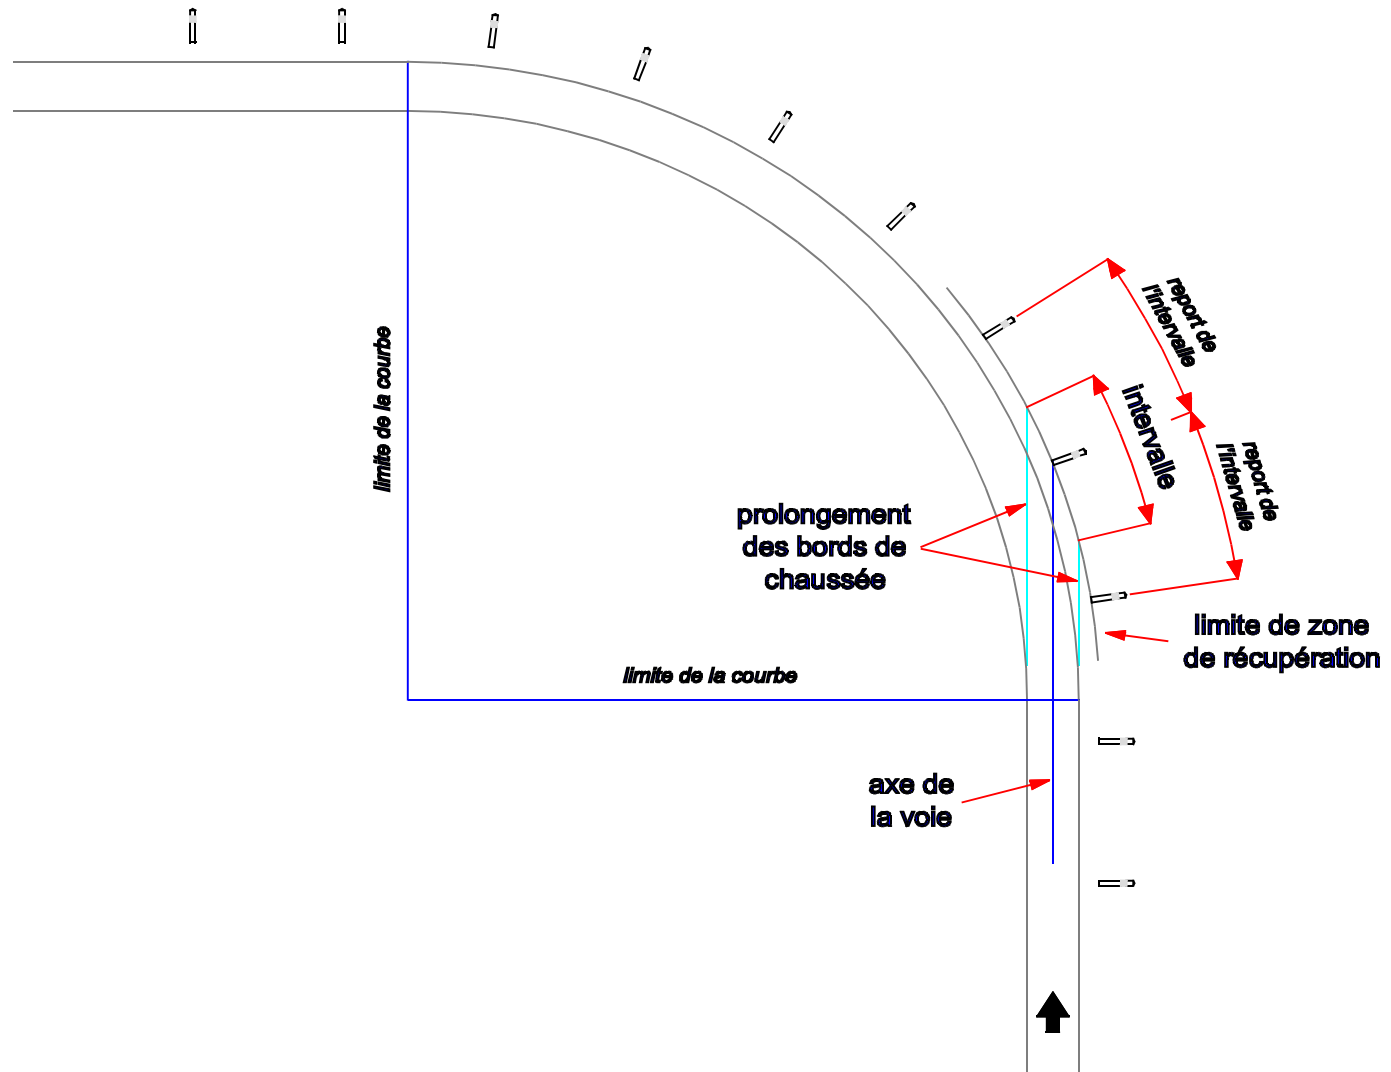 report de
l'intervalle
limite de la courbe
intervalle
report de
l'intervalle
prolongement
des bords de
chaussée
limite de zone
de récupération
limite de la courbe
axe de
la voie